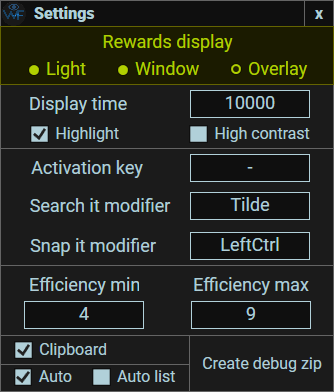 Settings x
Rewards display
Light Window Overlay
Display time 10000
Highlight High contrast
Activation key -
Search it modifier Tilde
Snap it modifier LeftCtrl
Efficiency min Efficiency max
4 9
Clipboard
Auto Auto list
Create debug zip